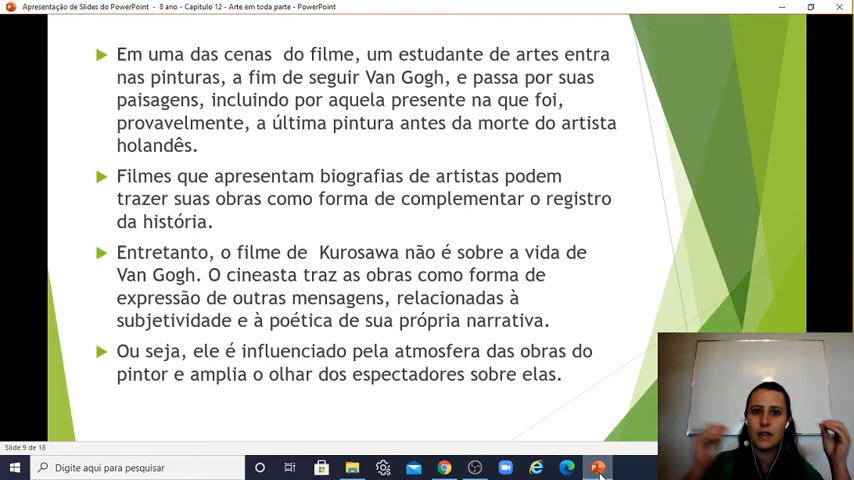 Apresentação de Slides do PowerPoint - 8 ano - Capitulo 12 - Arte em toda parte - PowerPoint
Em uma das cenas do filme, um estudante de artes entra
nas pinturas, a fim de seguir Van Gogh, e passa por suas
paisagens, incluindo por aquela presente na que foi,
provavelmente, a última pintura antes da morte do artista
holandês.
Filmes que apresentam biografias de artistas podem
trazer suas obras como forma de complementar o registro
da história.
Entretanto, o filme de Kurosawa não é sobre a vida de
Van Gogh. O cineasta traz as obras como forma de
expressão de outras mensagens, relacionadas à
subjetividade e à poética de sua própria narrativa.
Ou seja, ele é influenciado pela atmosfera das obras do
pintor e amplia o olhar dos espectadores sobre elas.
Slide 9 de 18
Digite aqui para pesquisar